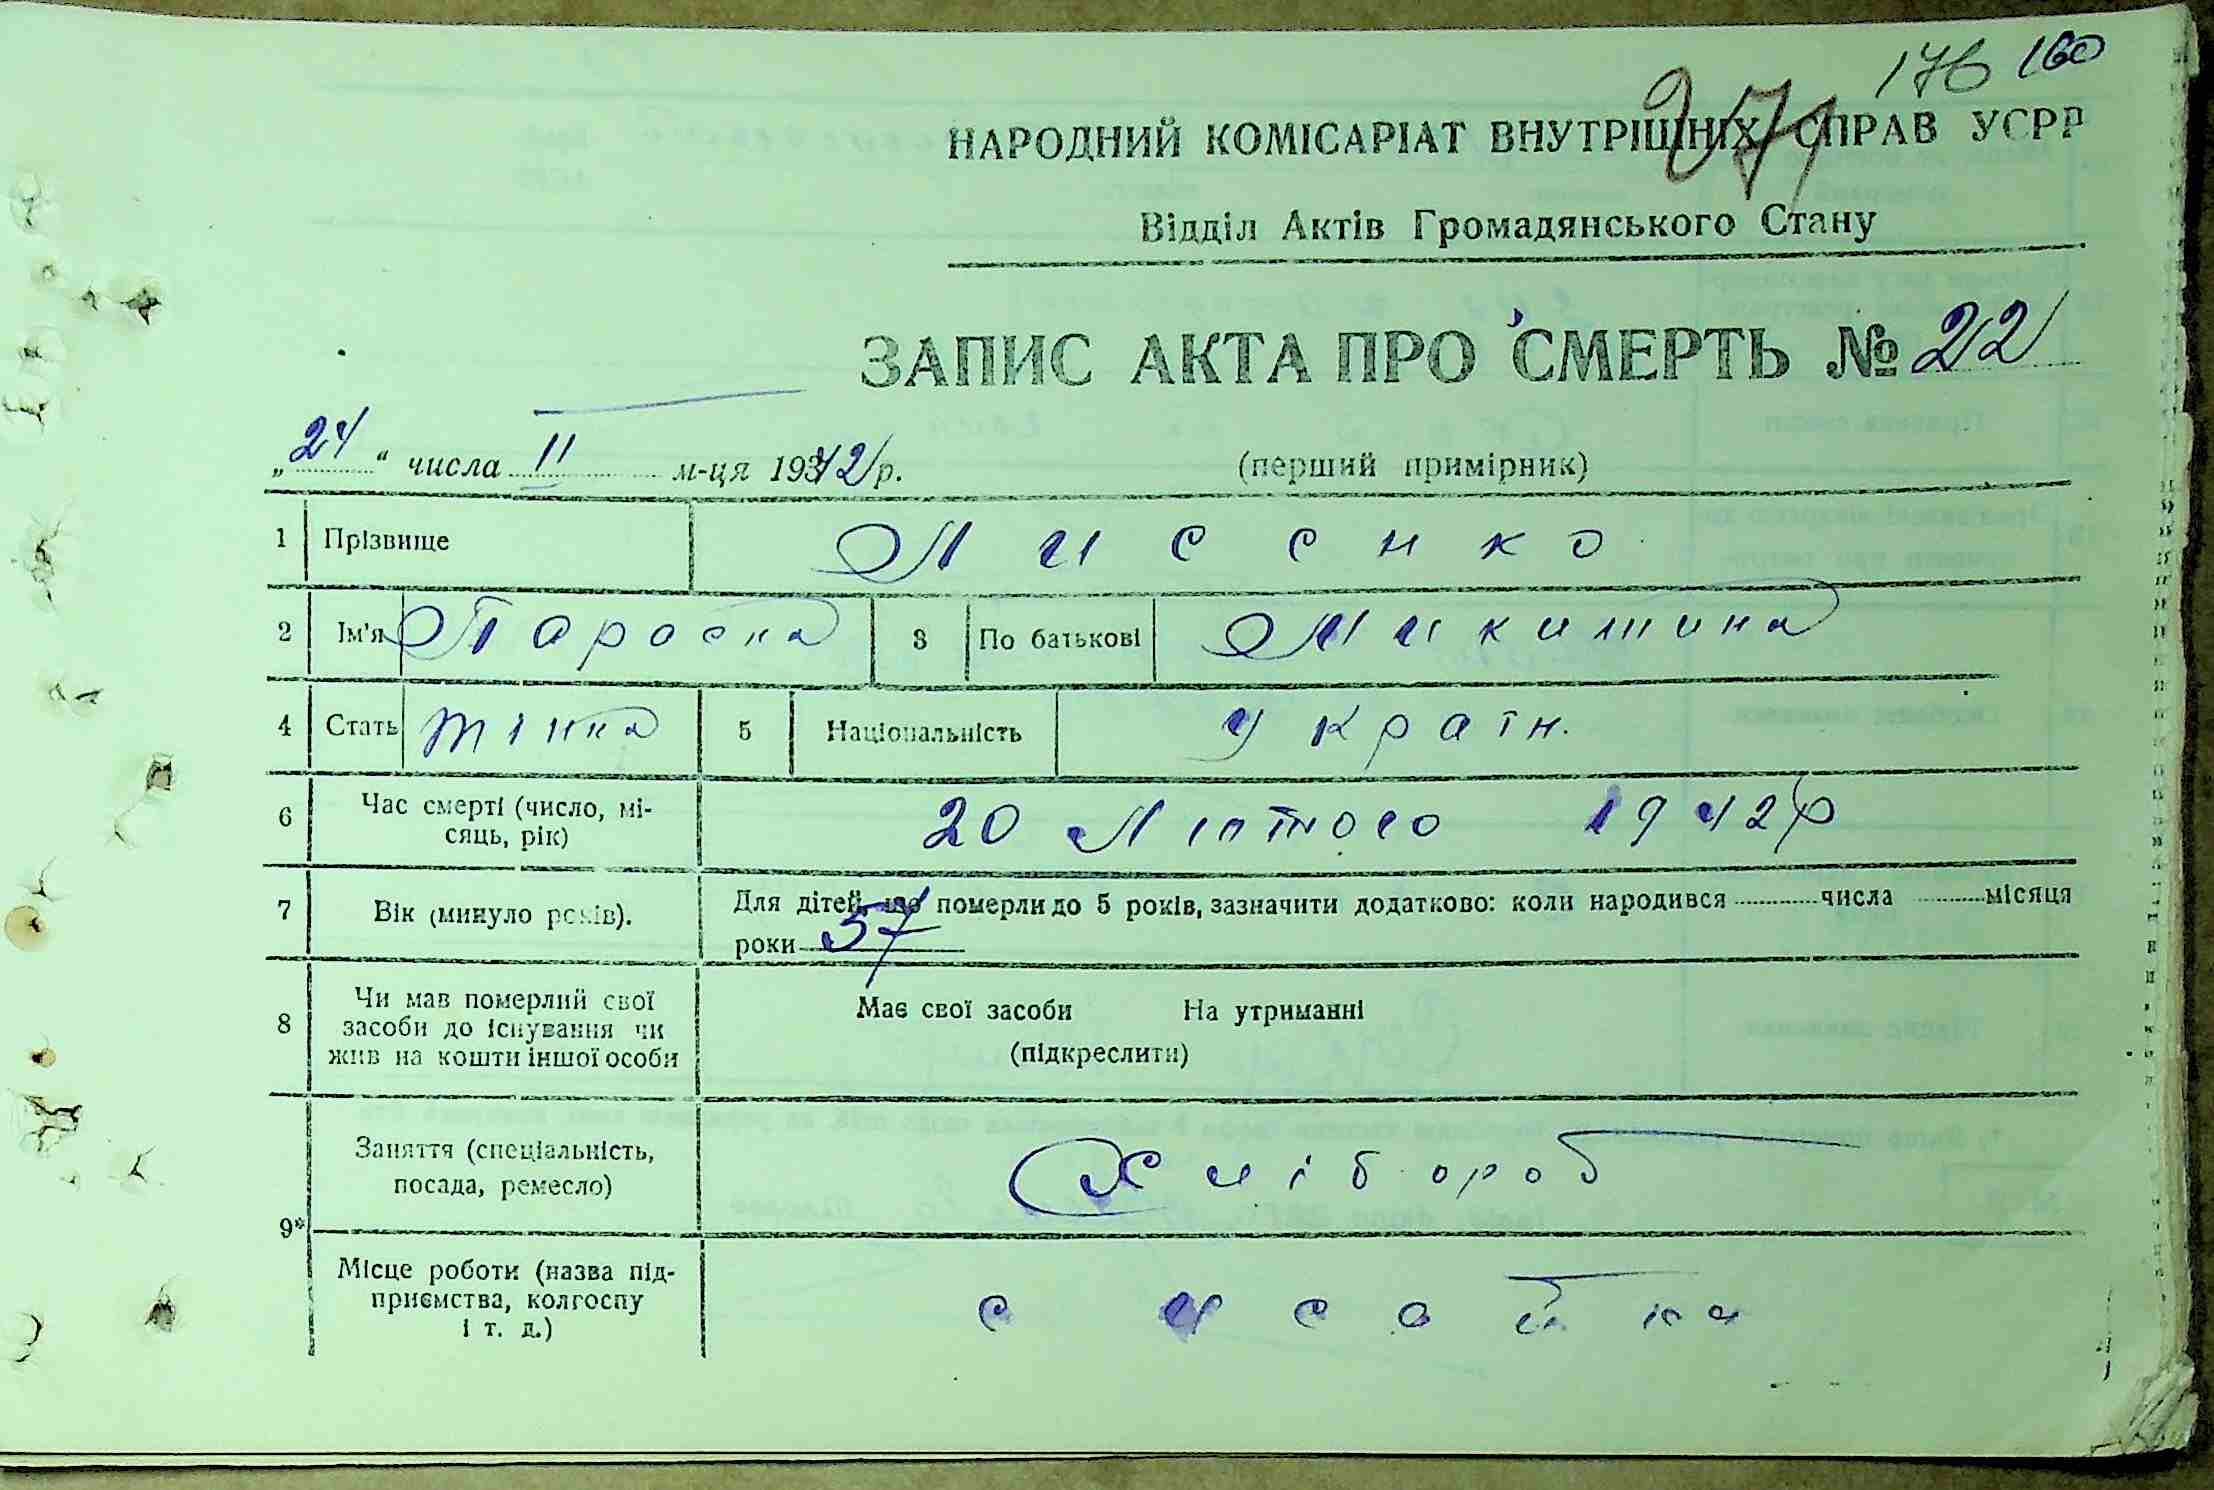 176 160
271
НАРОДНИЙ КОМІСАРІАТ ВНУТРІШНІХ СПРАВ УСРР
Відділ Актів Громадянського Стану
ЗАПИС АКТА ПРО СМЕРТЬ № 22
„24“ числа II м-ця 1942 р. (перший примірник)
1 Прізвище Лисенко
2 Ім'я Параска 3 По батькові Микитина
4 Стать жінка 5 Національність Україн.
6 Час смерті (число, мі-
сяць, рік) 20 Лютого 1942 р
7 Вік (минуло років). Для дітей, що померли до 5 років, зазначити додатково: коли народився числа місяця
роки 57
8 Чи мав померлий свої
засоби до існування чи
жив на кошти іншої особи
Має свої засоби На утриманні
(підкреслити)
9* Заняття (спеціальність,
посада, ремесло) Хлібороб
Місце роботи (назва під-
приємства, колгоспу
і т. д.)